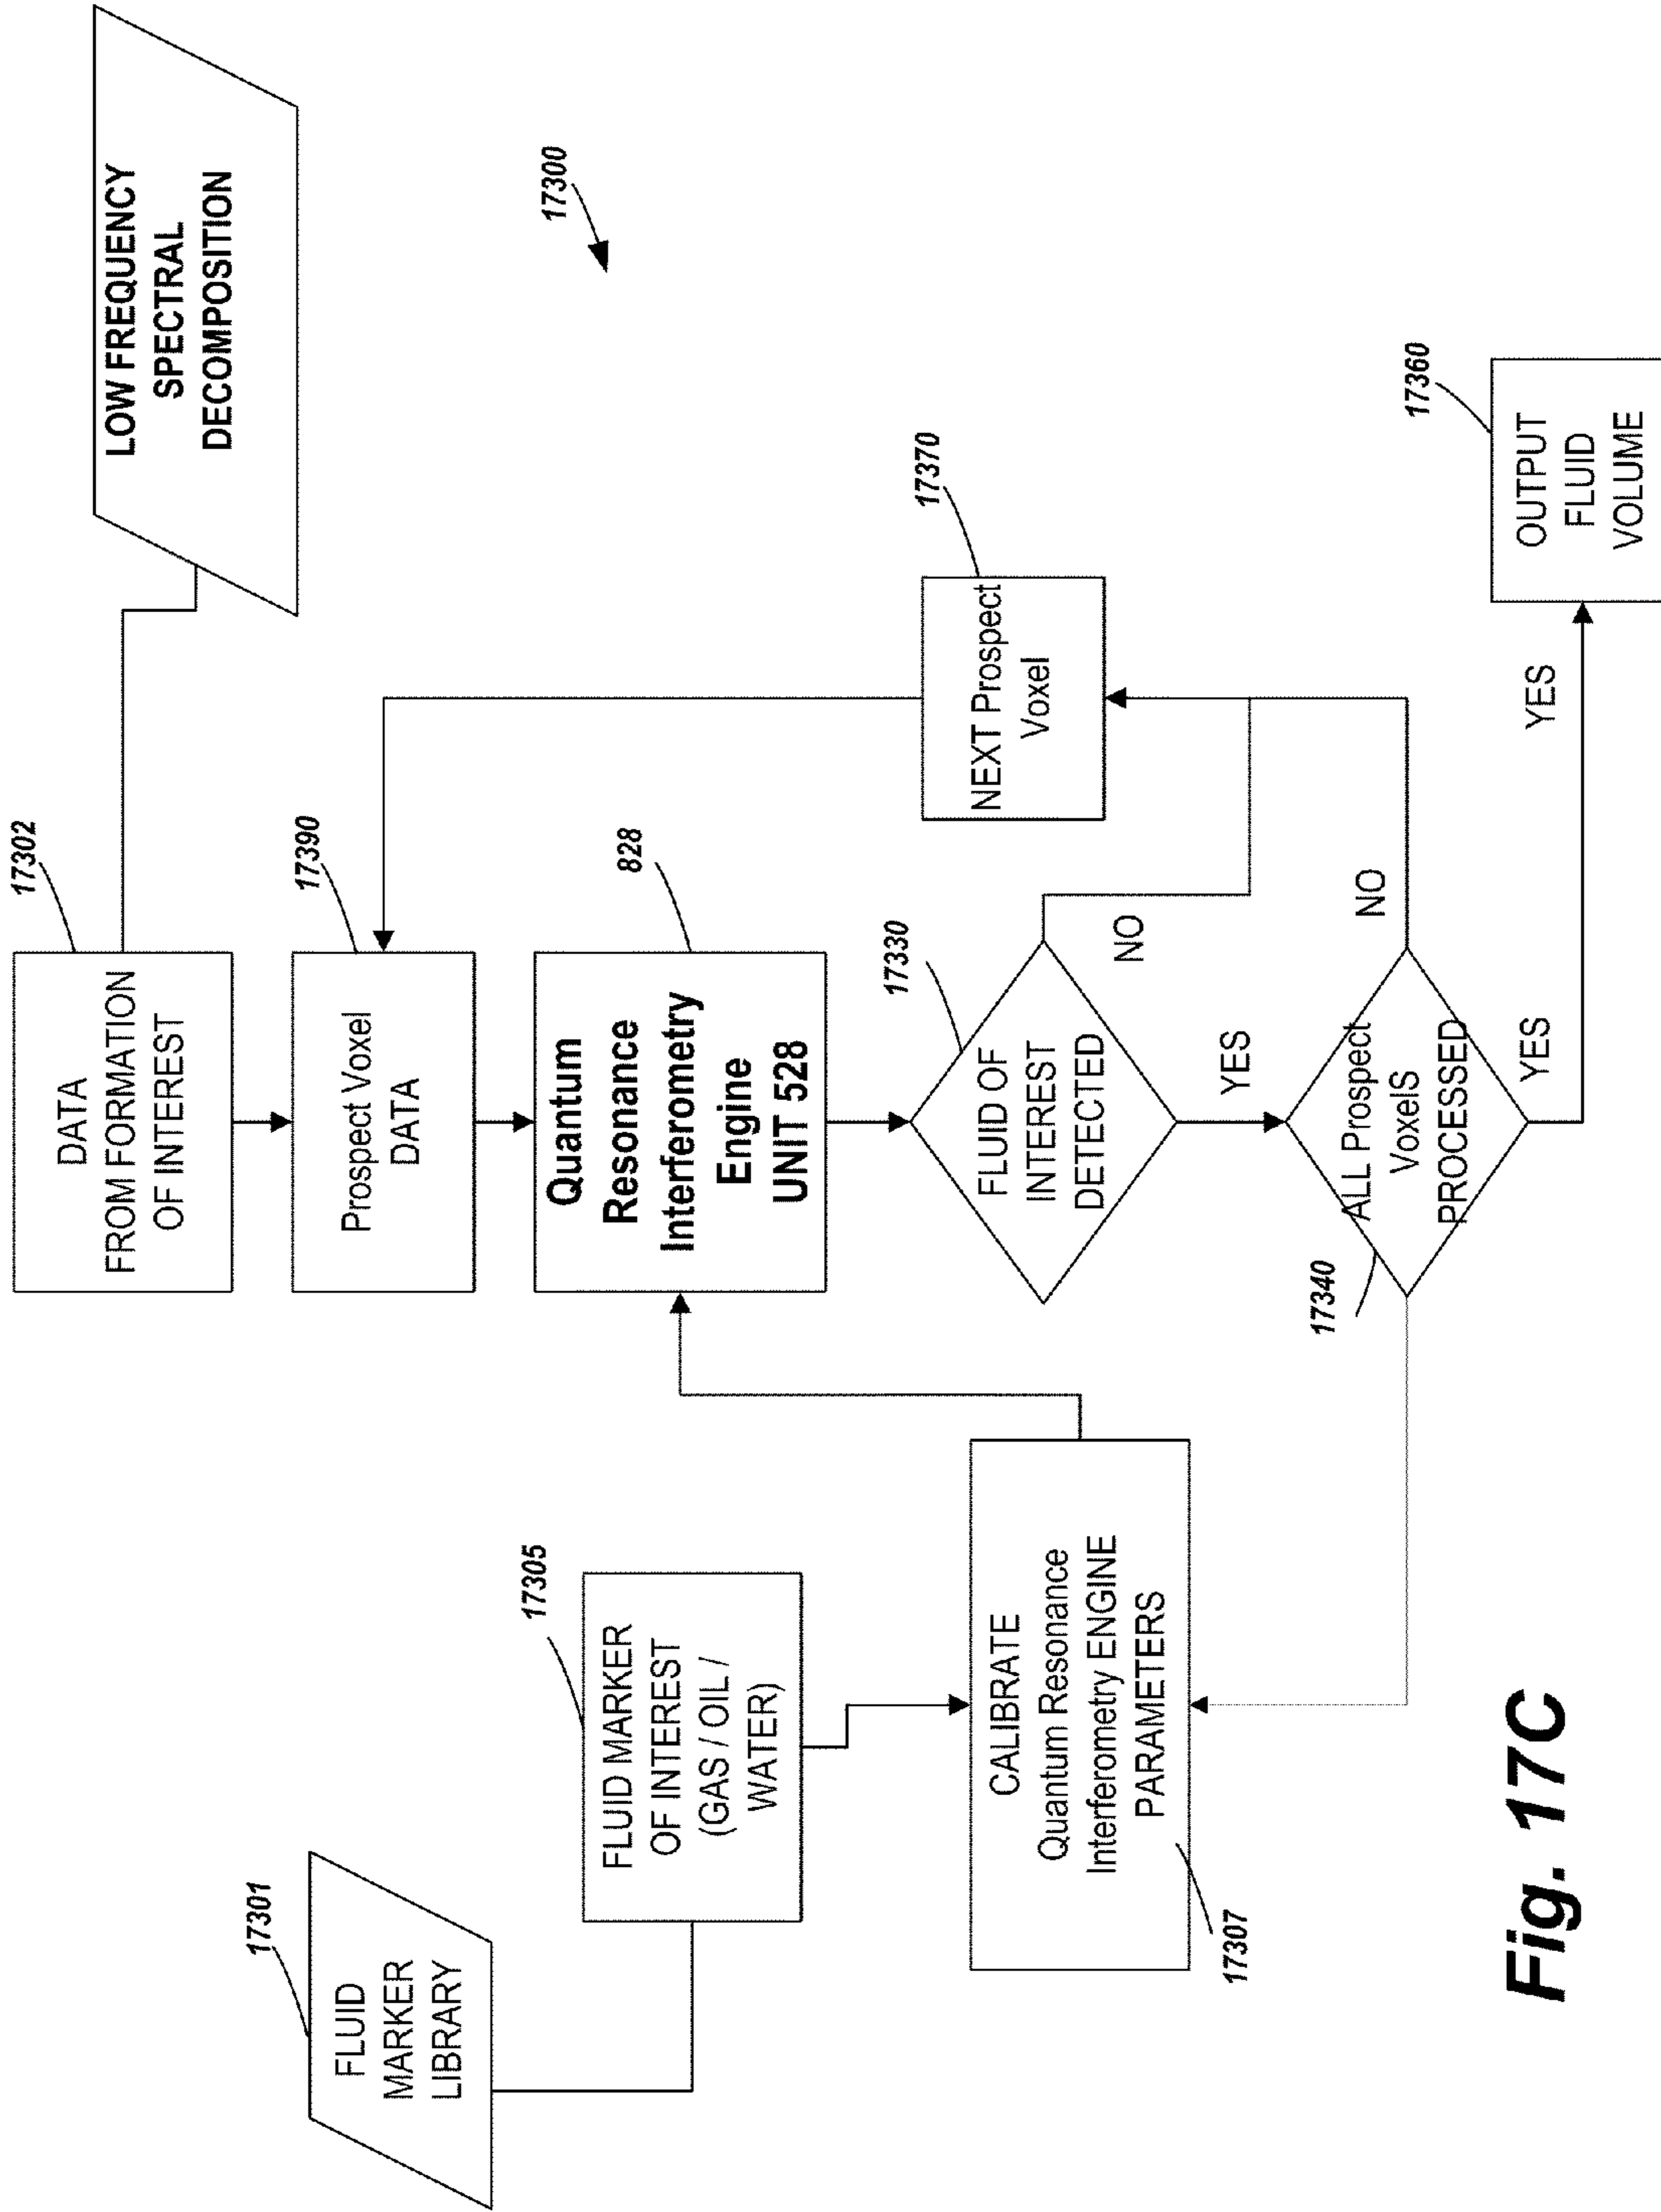 17301
FLUID
MARKER
LIBRARY
17305
FLUID MARKER
OF INTEREST
(GAS / OIL /
WATER)
CALIBRATE
Quantum Resonance
Interferometry ENGINE
PARAMETERS
17307
17302
DATA
FROM FORMATION
OF INTEREST
17390
Prospect Voxel
DATA
828
Quantum
Resonance
Interferometry
Engine
UNIT 528
17330
FLUID OF
INTEREST
DETECTED
NO
YES
17340
ALL Prospect
VoxelS
PROCESSED
NO
YES
LOW FREQUENCY
SPECTRAL
DECOMPOSITION
17300
17370
NEXT Prospect
Voxel
YES
17360
OUTPUT
FLUID
VOLUME
Fig. 17C